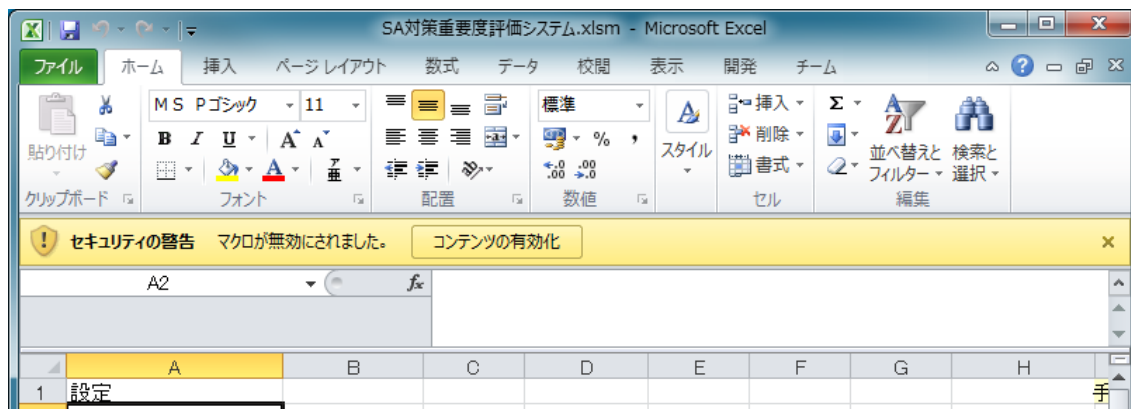 SA対策重要度評価システム.xlsm - Microsoft Excel
ファイル ホーム 挿入 ページ レイアウト 数式 データ 校閲 表示 開発 チーム
MS Pゴシック 11 標準 挿入 Σ
貼り付け B I U A A % , スタイル 削除 並べ替えと フィルター 検索と 選択
書式
クリップボード フォント 配置 数値 セル 編集
セキュリティの警告 マクロが無効にされました。 コンテンツの有効化
A2 fx
A B C D E F G H
1 設定 手